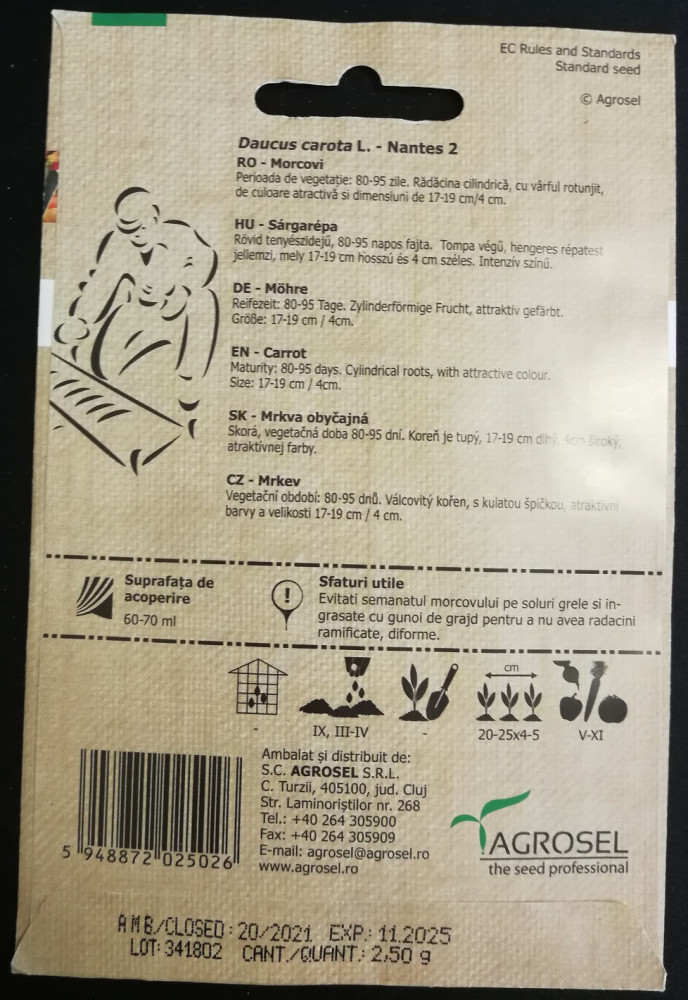 EC Rules and Standards
Standard seed
© Agrosel
Daucus carota L. - Nantes 2
RO - Morcovi
Perioada de vegetație: 80-95 zile. Rădăcina cilindrică, cu vârful rotunjit,
de culoare atractivă si dimensiuni de 17-19 cm/4 cm.
HU - Sárgarépa
Rövid tenyészidejű, 80-95 napos fajta. Tompa végű, hengeres répatest
jellemzi, mely 17-19 cm hosszú és 4 cm széles. Intenzív színű.
DE - Möhre
Reifezeit: 80-95 Tage. Zylinderförmige Frucht, attraktiv gefärbt.
Größe: 17-19 cm / 4cm.
EN - Carrot
Maturity: 80-95 days. Cylindrical roots, with attractive colour.
Size: 17-19 cm / 4cm.
SK - Mrkva obyčajná
Skorá, vegetačná doba 80-95 dní. Koreň je tupý, 17-19 cm dlhý, 4cm široký,
atraktívnej farby.
CZ - Mrkev
Vegetační období: 80-95 dnů. Válcovitý kořen, s kulatou špičkou, atraktivní
barvy a velikosti 17-19 cm / 4 cm.
Suprafața de
acoperire
60-70 ml
Sfaturi utile
Evitati semanatul morcovului pe soluri grele si in-
grasate cu gunoi de grajd pentru a nu avea radacini
ramificate, diforme.
cm
- IX, III-IV - 20-25x4-5 V-XI
Ambalat și distribuit de:
S.C. AGROSEL S.R.L.
C. Turzii, 405100, jud. Cluj
Str. Laminoriștilor nr. 268
Tel.: +40 264 305900
Fax: +40 264 305909
E-mail: agrosel@agrosel.ro
www.agrosel.ro
5 948872 025026
AGROSEL
the seed professional
AMB/CLOSED: 20/2021 EXP.: 11.2025
LOT: 341802 CANT./QUANT.: 2,50 g